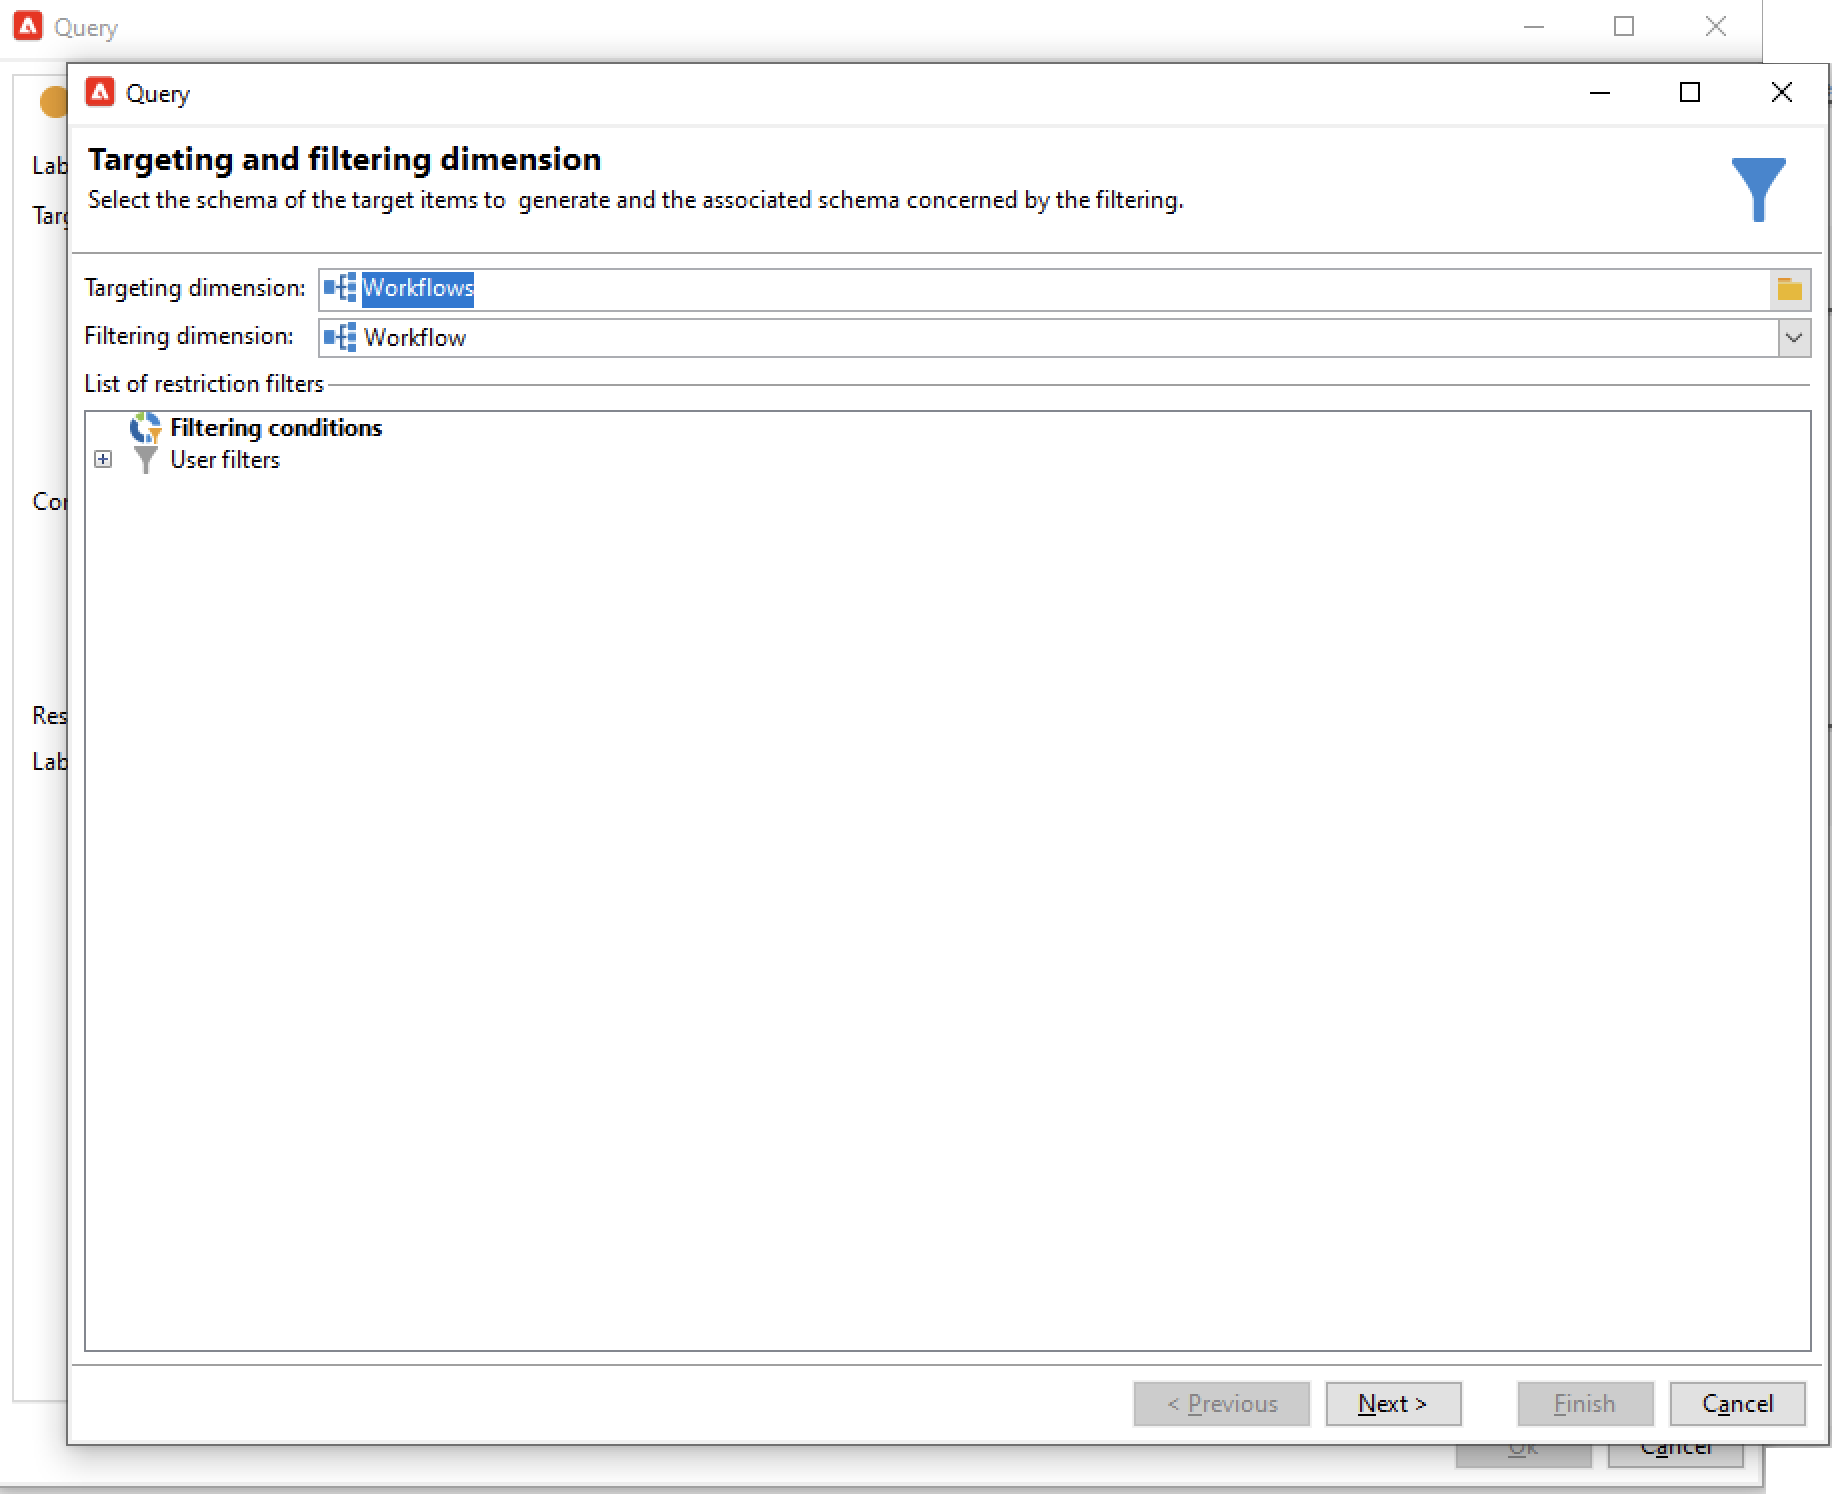 Query
Query
Targeting and filtering dimension
Select the schema of the target items to  generate and the associated schema concerned by the filtering.
Lab
Targ
Targeting dimension: Workflows
Filtering dimension: Workflow
List of restriction filters
Filtering conditions
User filters
Cor
Res
Lab
< Previous Next > Finish Cancel
Ok Cancel